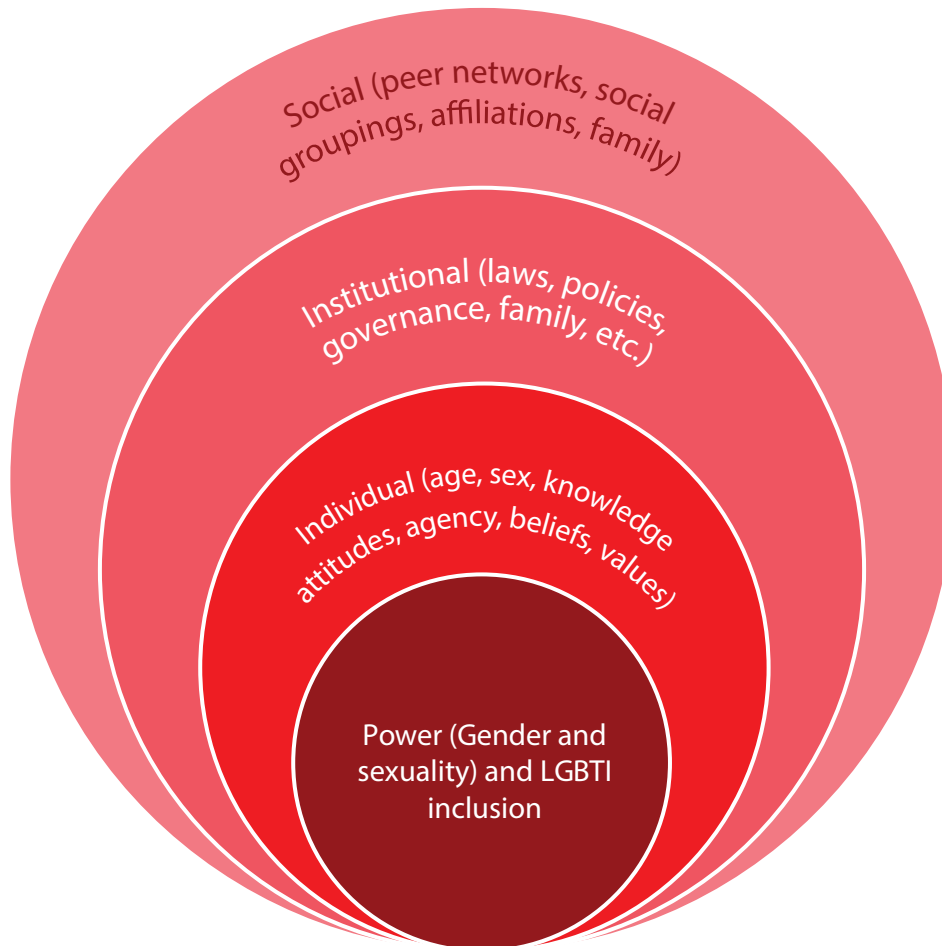 Social (peer networks, social
groupings, affiliations, family)
Institutional (laws, policies,
governance, family, etc.)
Individual (age, sex, knowledge
attitudes, agency, beliefs, values)
Power (Gender and
sexuality) and LGBTI
inclusion